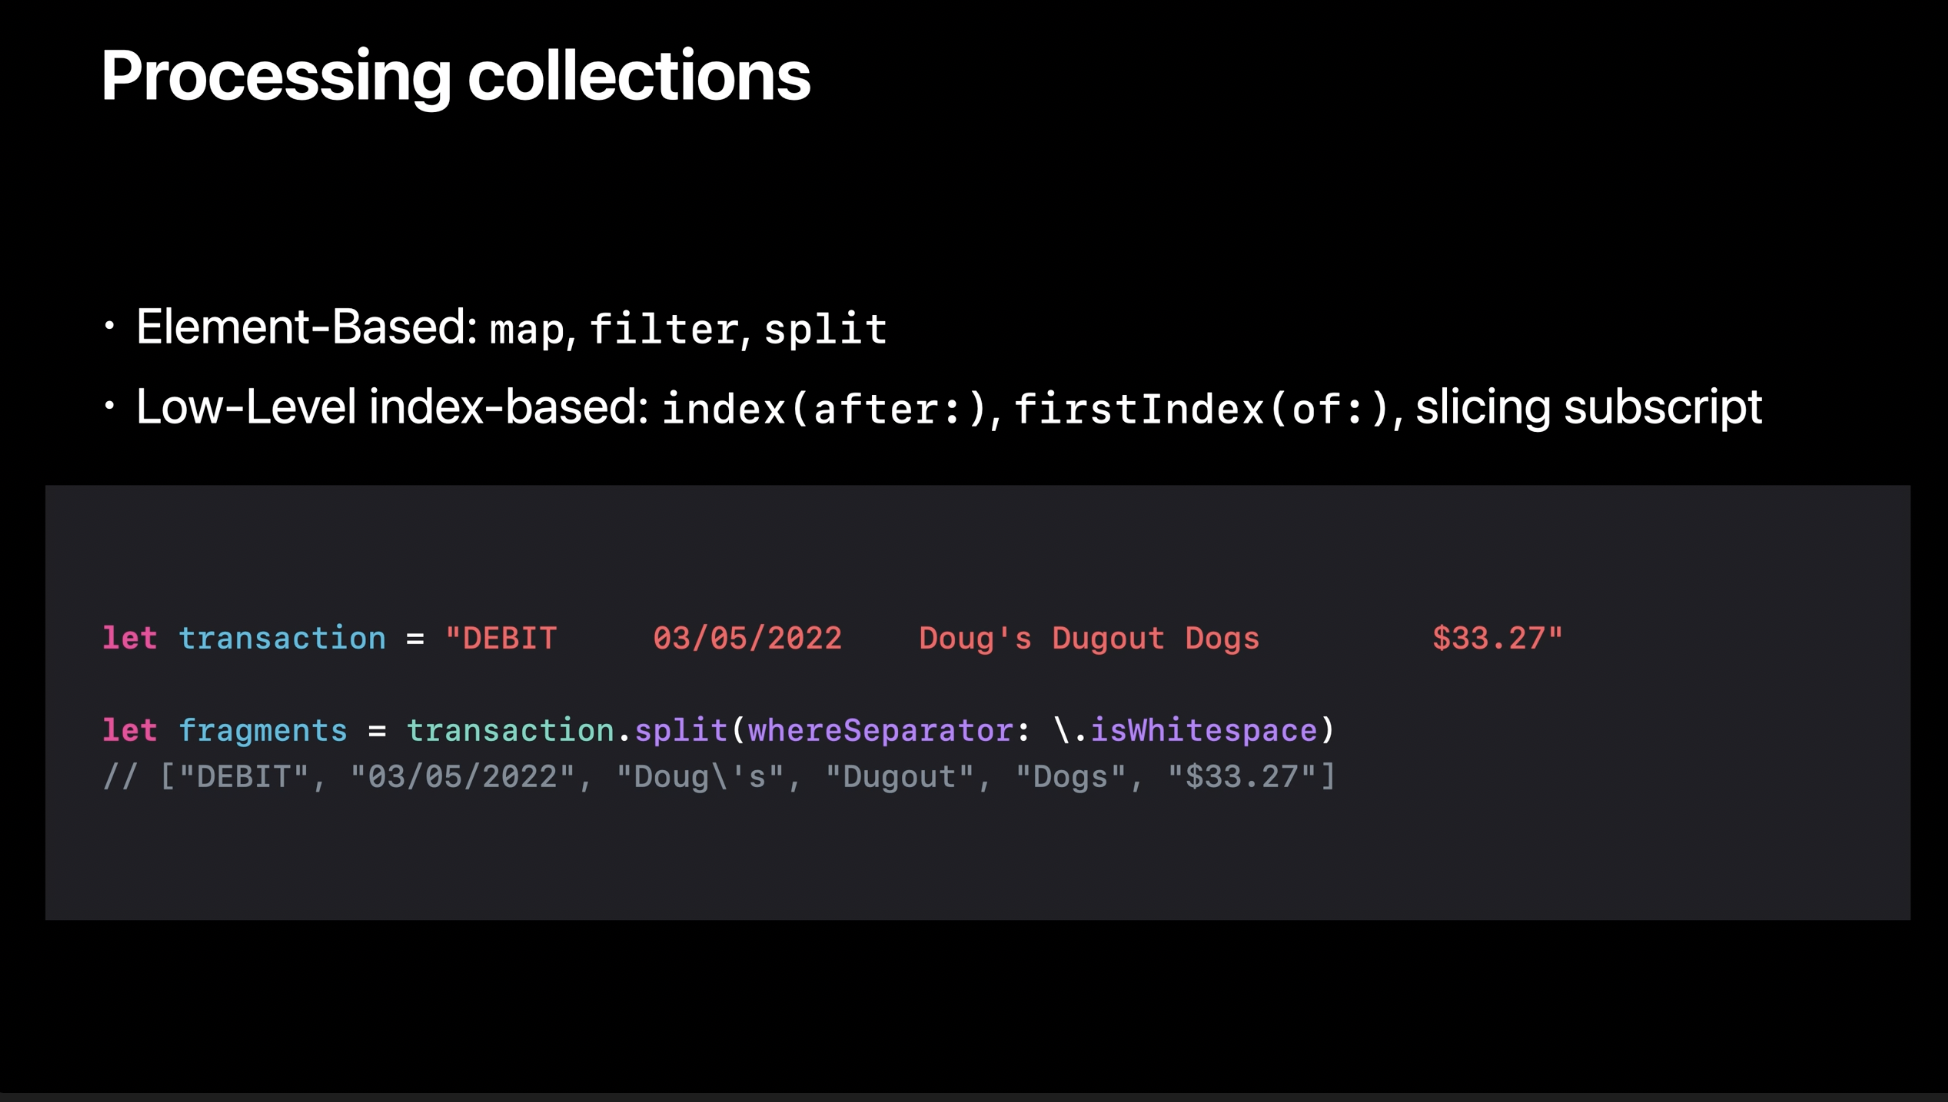 Processing collections
• Element-Based: map, filter, split
• Low-Level index-based: index(after:), firstIndex(of:), slicing subscript
let transaction = "DEBIT     03/05/2022    Doug's Dugout Dogs         $33.27"
let fragments = transaction.split(whereSeparator: \.isWhitespace)
// ["DEBIT", "03/05/2022", "Doug\'s", "Dugout", "Dogs", "$33.27"]